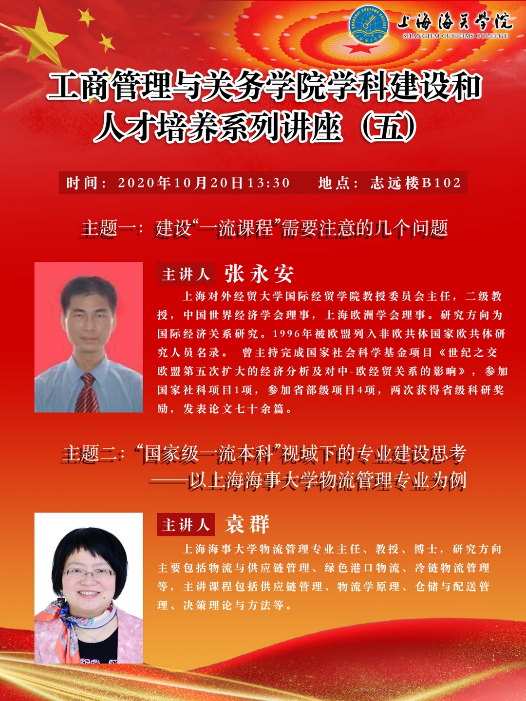 上海海关学院
SHANGHAI CUSTOMS COLLEGE
工商管理与关务学院学科建设和
人才培养系列讲座（五）
时间：2020年10月20日13:30 地点：志远楼B102
主题一：建设“一流课程”需要注意的几个问题
主讲人 张永安
上海对外经贸大学国际经贸学院教授委员会主任，二级教
授，中国世界经济学会理事，上海欧洲学会理事。研究方向为
国际经济关系研究。1996年被欧盟列入非欧共体国家欧共体研
究人员名录。 曾主持完成国家社会科学基金项目《世纪之交
欧盟第五次扩大的经济分析及对中-欧经贸关系的影响》，参加
国家社科项目1项，参加省部级项目4项，两次获得省级科研奖
励，发表论文七十余篇。
主题二：“国家级一流本科”视域下的专业建设思考
——以上海海事大学物流管理专业为例
主讲人 袁群
上海海事大学物流管理专业主任、教授、博士，研究方向
主要包括物流与供应链管理、绿色港口物流、冷链物流管理
等，主讲课程包括供应链管理、物流学原理、仓储与配送管
理、决策理论与方法等。